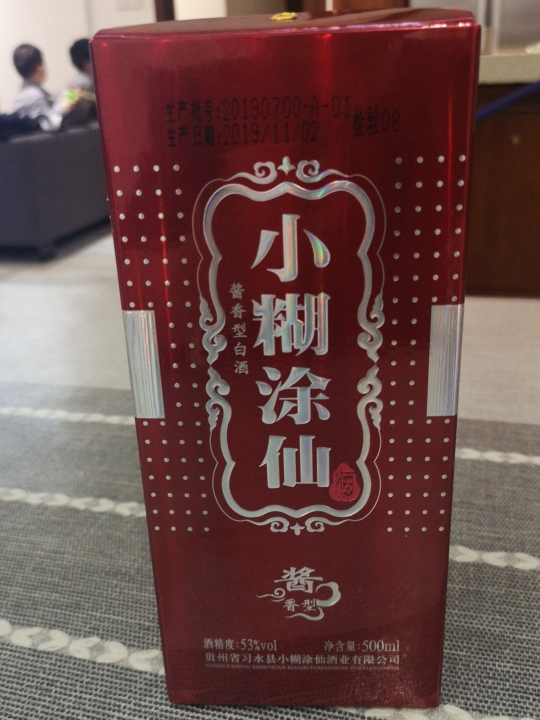 生产批号:20190700-A-01 检验08
生产日期:2019/11/02
小糊涂仙
酱香型白酒
酒
酱
香型
酒精度:53%vol
净含量:500ml
贵州省习水县小糊涂仙酒业有限公司